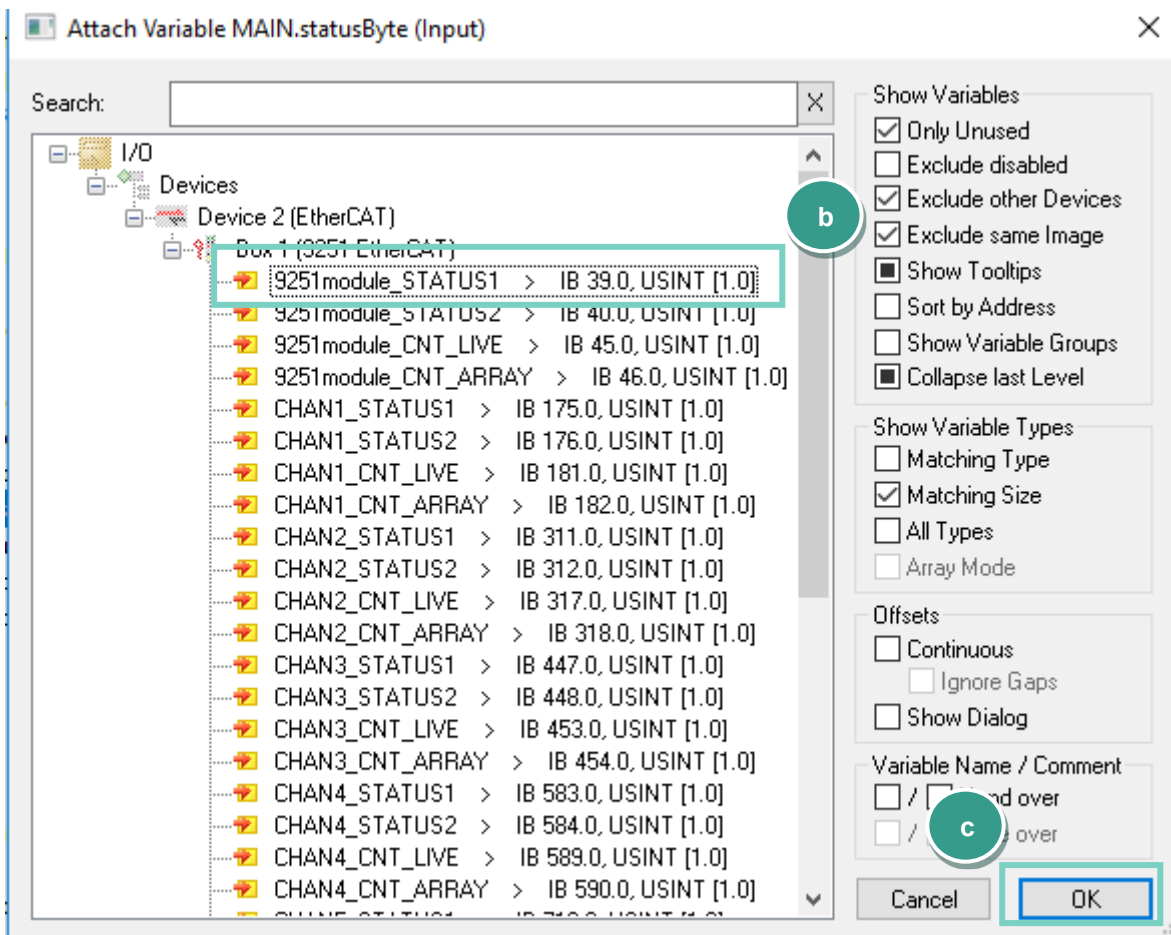 Attach Variable MAIN.statusByte (Input)
Search:
I/O
Devices
Device 2 (EtherCAT)
Box 1 (9251 EtherCAT)
9251module_STATUS1 > IB 39.0, USINT [1.0]
9251module_STATUS2 > IB 40.0, USINT [1.0]
9251module_CNT_LIVE > IB 45.0, USINT [1.0]
9251module_CNT_ARRAY > IB 46.0, USINT [1.0]
CHAN1_STATUS1 > IB 175.0, USINT [1.0]
CHAN1_STATUS2 > IB 176.0, USINT [1.0]
CHAN1_CNT_LIVE > IB 181.0, USINT [1.0]
CHAN1_CNT_ARRAY > IB 182.0, USINT [1.0]
CHAN2_STATUS1 > IB 311.0, USINT [1.0]
CHAN2_STATUS2 > IB 312.0, USINT [1.0]
CHAN2_CNT_LIVE > IB 317.0, USINT [1.0]
CHAN2_CNT_ARRAY > IB 318.0, USINT [1.0]
CHAN3_STATUS1 > IB 447.0, USINT [1.0]
CHAN3_STATUS2 > IB 448.0, USINT [1.0]
CHAN3_CNT_LIVE > IB 453.0, USINT [1.0]
CHAN3_CNT_ARRAY > IB 454.0, USINT [1.0]
CHAN4_STATUS1 > IB 583.0, USINT [1.0]
CHAN4_STATUS2 > IB 584.0, USINT [1.0]
CHAN4_CNT_LIVE > IB 589.0, USINT [1.0]
CHAN4_CNT_ARRAY > IB 590.0, USINT [1.0]
b
Show Variables
Only Unused
Exclude disabled
Exclude other Devices
Exclude same Image
Show Tooltips
Sort by Address
Show Variable Groups
Collapse last Level
Show Variable Types
Matching Type
Matching Size
All Types
Array Mode
Offsets
Continuous
Ignore Gaps
Show Dialog
Variable Name / Comment
/ over
/ over
c
Cancel
OK